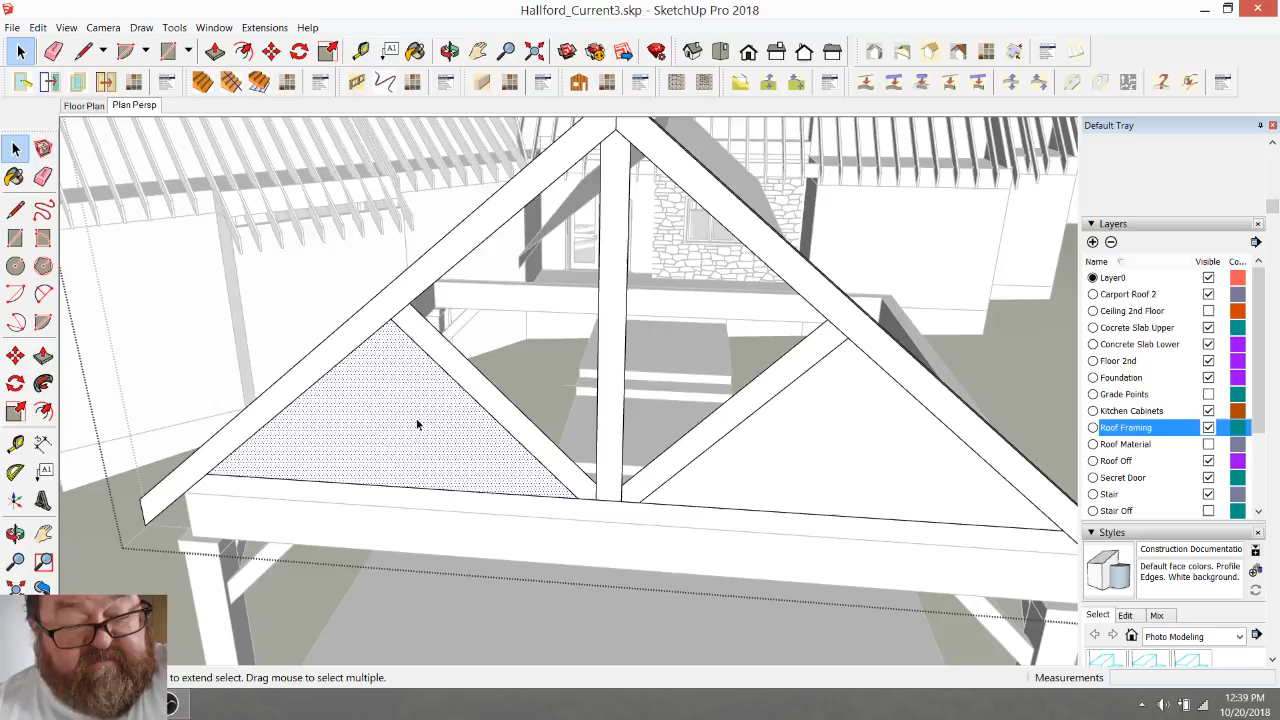 Hallford_Current3.skp - SketchUp Pro 2018
File Edit View Camera Draw Tools Window Extensions Help
A1
Floor Plan Plan Persp
Default Tray
Layers
Name Visible Co...
Layer0
Carport Roof 2
Ceiling 2nd Floor
Cocrete Slab Upper
Concrete Slab Lower
Floor 2nd
Foundation
Grade Points
Kitchen Cabinets
Roof Framing
Roof Material
Roof Off
Secret Door
Stair
Stair Off
A1
Styles
Construction Documentatio
Default face colors. Profile
Edges. White background.
Select Edit Mix
Photo Modeling
to extend select. Drag mouse to select multiple.
Measurements
12:39 PM
10/20/2018